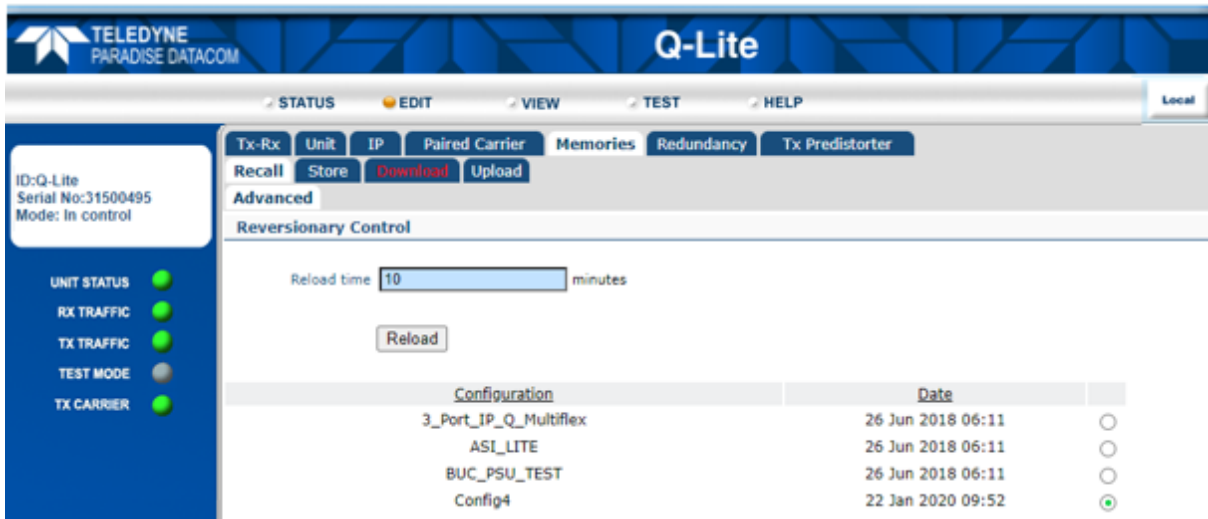 TELEDYNE
PARADISE DATACOM
Q-Lite
STATUS EDIT VIEW TEST HELP
Local
Tx-Rx Unit IP Paired Carrier Memories Redundancy Tx Predistorter
Recall Store Download Upload
Advanced
Reversionary Control
ID:Q-Lite
Serial No:31500495
Mode: In control
UNIT STATUS
RX TRAFFIC
TX TRAFFIC
TEST MODE
TX CARRIER
Reload time 10 minutes
Reload
Configuration Date
3_Port_IP_Q_Multiflex 26 Jun 2018 06:11
ASI_LITE 26 Jun 2018 06:11
BUC_PSU_TEST 26 Jun 2018 06:11
Config4 22 Jan 2020 09:52